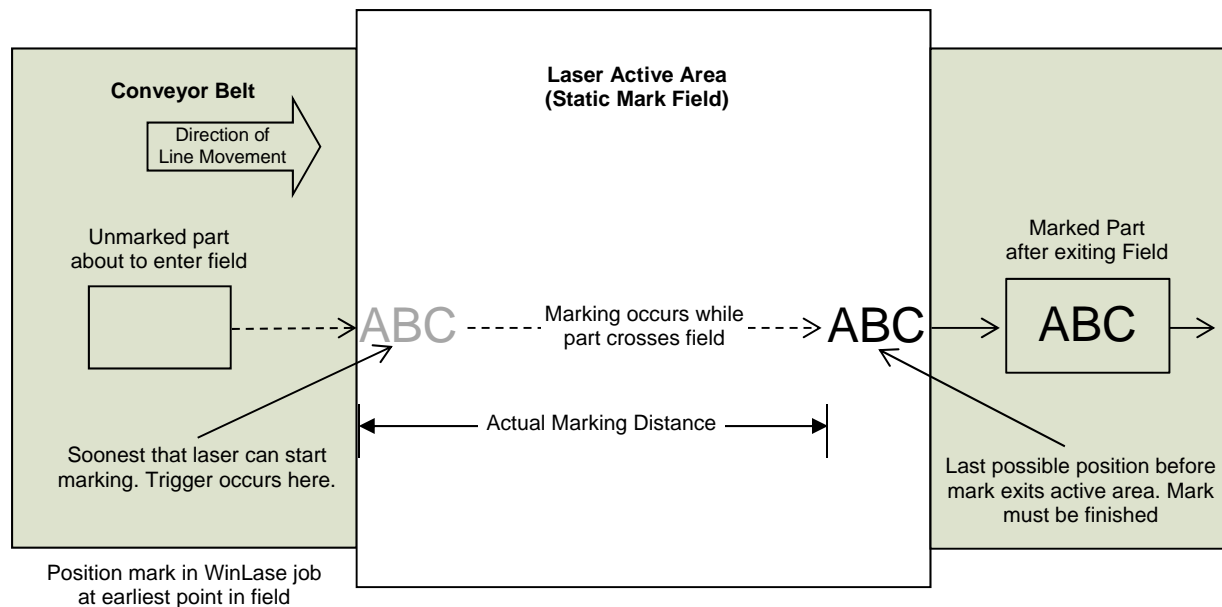 Conveyor Belt
Direction of
Line Movement
Laser Active Area
(Static Mark Field)
Unmarked part
about to enter field
Marked Part
after exiting Field
ABC
Marking occurs while
part crosses field
ABC
ABC
Actual Marking Distance
Soonest that laser can start
marking. Trigger occurs here.
Last possible position before
mark exits active area. Mark
must be finished
Position mark in WinLase job
at earliest point in field